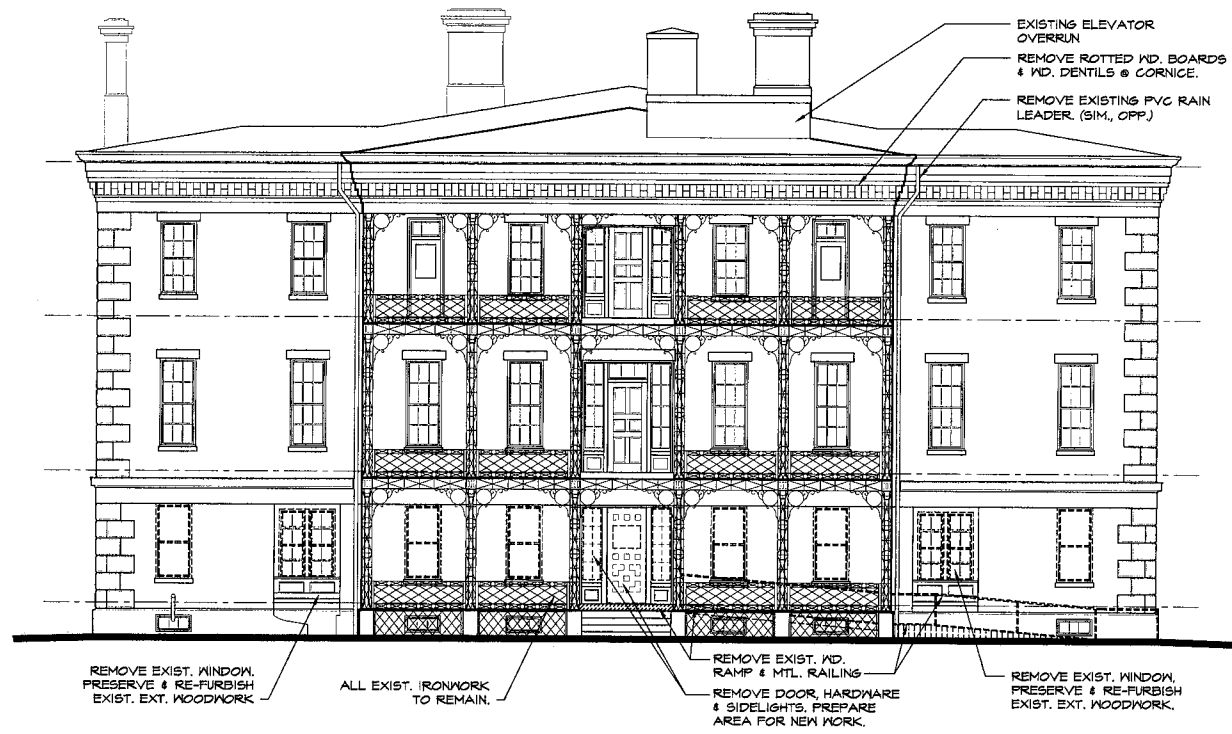 EXISTING ELEVATOR
OVERRUN
REMOVE ROTTED WD. BOARDS
& WD. DENTILS @ CORNICE.
REMOVE EXISTING PVC RAIN
LEADER. (SIM., OPP.)
REMOVE EXIST. WINDOW.
PRESERVE & RE-FURBISH
EXIST. EXT. WOODWORK
ALL EXIST. IRONWORK
TO REMAIN.
REMOVE EXIST. WD.
RAMP & MTL. RAILING
REMOVE DOOR, HARDWARE
& SIDELIGHTS. PREPARE
AREA FOR NEW WORK.
REMOVE EXIST. WINDOW.
PRESERVE & RE-FURBISH
EXIST. EXT. WOODWORK.